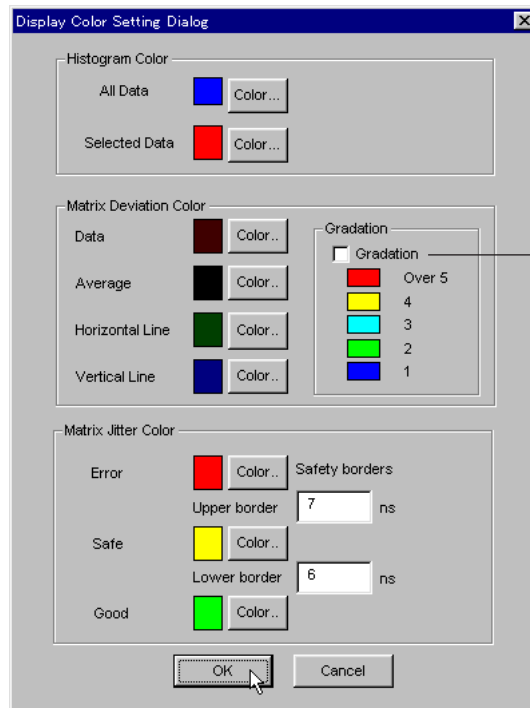 Display Color Setting Dialog
Histogram Color
All Data Color...
Selected Data Color...
Matrix Deviation Color
Data Color..
Average Color..
Horizontal Line Color..
Vertical Line Color..
Gradation
Gradation
Over 5
4
3
2
1
Matrix Jitter Color
Error Color.. Safety borders
Upper border 7 ns
Safe Color..
Lower border 6 ns
Good Color..
OK Cancel